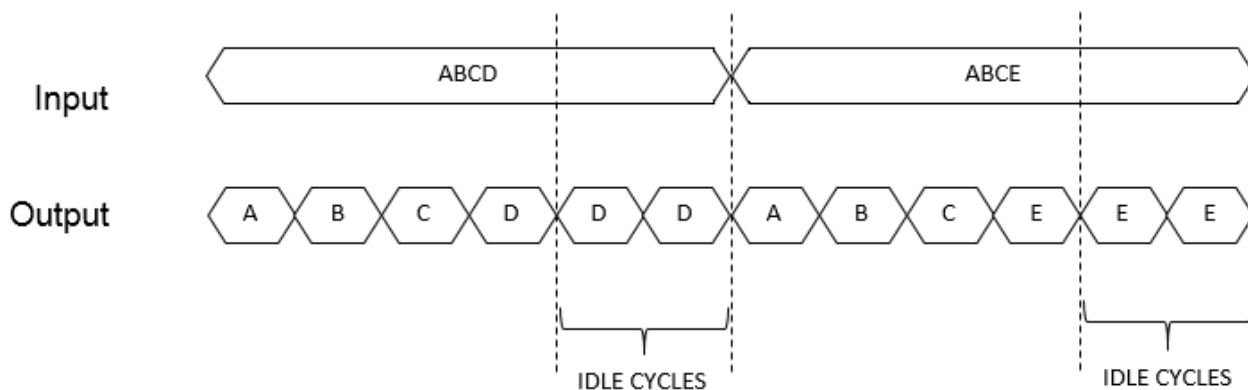 Input ABCD ABCE
Output A B C D D D A B C E E E
IDLE CYCLES IDLE CYCLES